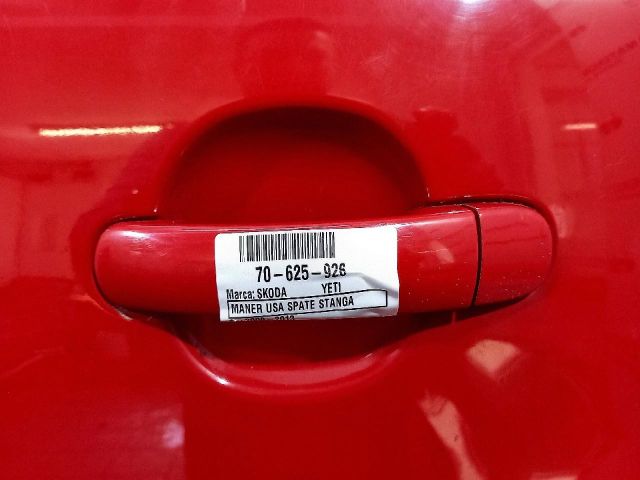 70-625-926
Marca: SKODA YETI
MANER USA SPATE STANGA